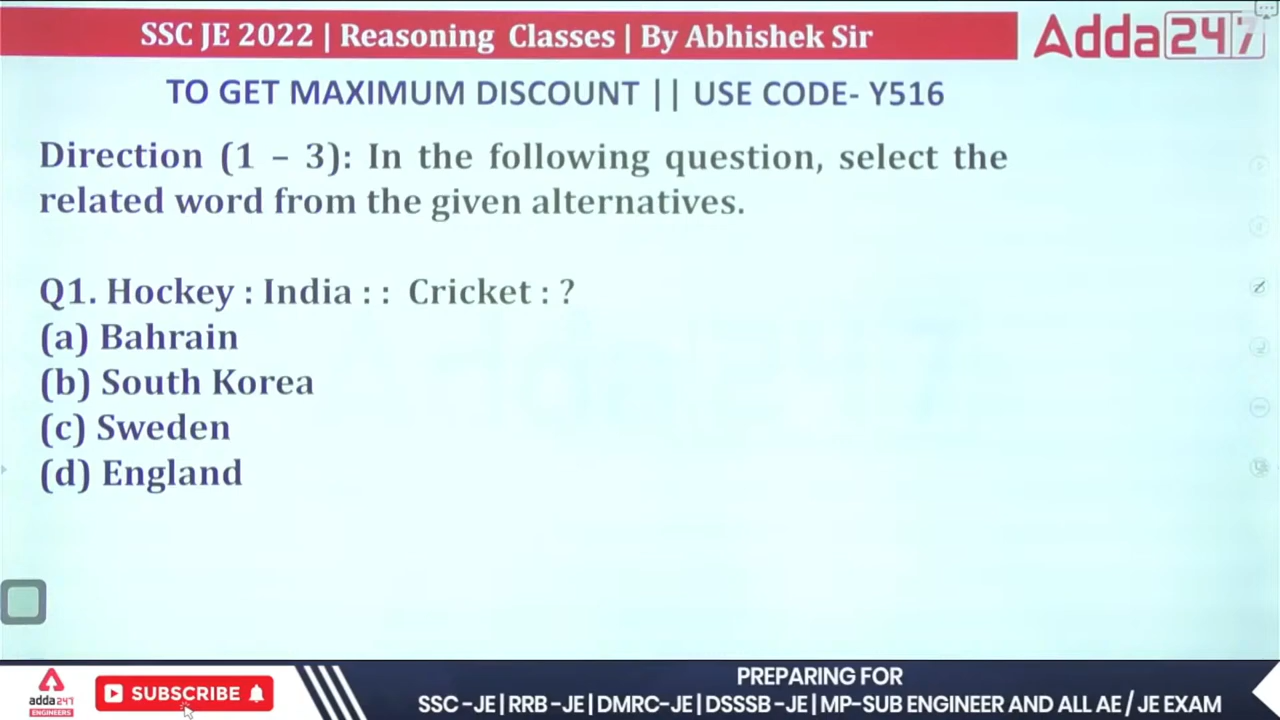 SSC JE 2022 | Reasoning Classes | By Abhishek Sir
Adda247
TO GET MAXIMUM DISCOUNT || USE CODE- Y516
Direction (1 – 3): In the following question, select the
related word from the given alternatives.
Q1. Hockey : India : : Cricket : ?
(a) Bahrain
(b) South Korea
(c) Sweden
(d) England
adda247
ENGINEERS
SUBSCRIBE
PREPARING FOR
SSC -JE | RRB -JE | DMRC-JE | DSSSB -JE | MP-SUB ENGINEER AND ALL AE / JE EXAM